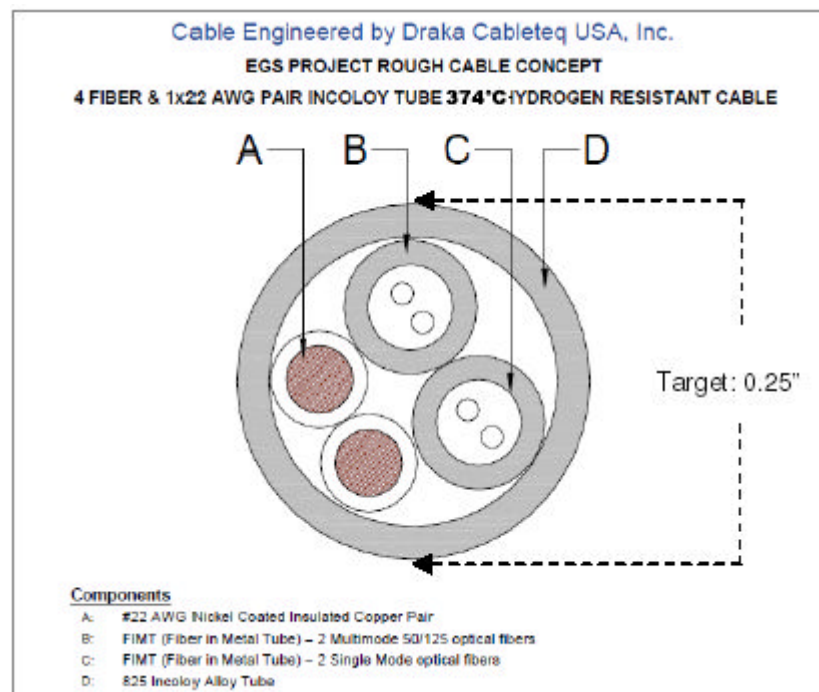 Cable Engineered by Draka Cableteq USA, Inc.
EGS PROJECT ROUGH CABLE CONCEPT
4 FIBER & 1x22 AWG PAIR INCOLOY TUBE 374°C HYDROGEN RESISTANT CABLE
A B C D
Target: 0.25"
Components
A: #22 AWG Nickel Coated Insulated Copper Pair
B: FIMT (Fiber in Metal Tube) – 2 Multimode 50/125 optical fibers
C: FIMT (Fiber in Metal Tube) – 2 Single Mode optical fibers
D: 825 Incoloy Alloy Tube